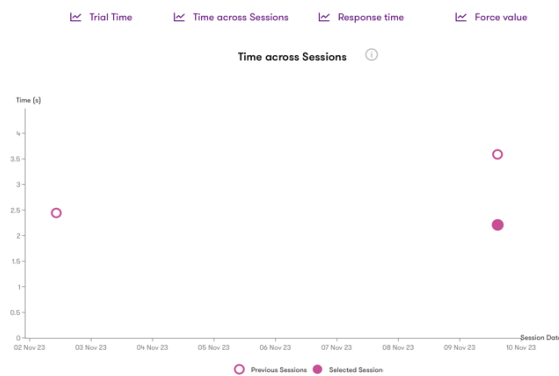 Trial Time Time across Sessions Response time Force value
Time across Sessions
Time (s)
4
3.5
3
2.5
2
1.5
1
0.5
0
02 Nov 23 03 Nov 23 04 Nov 23 05 Nov 23 06 Nov 23 07 Nov 23 08 Nov 23 09 Nov 23 10 Nov 23
Session Date
Previous Sessions Selected Session